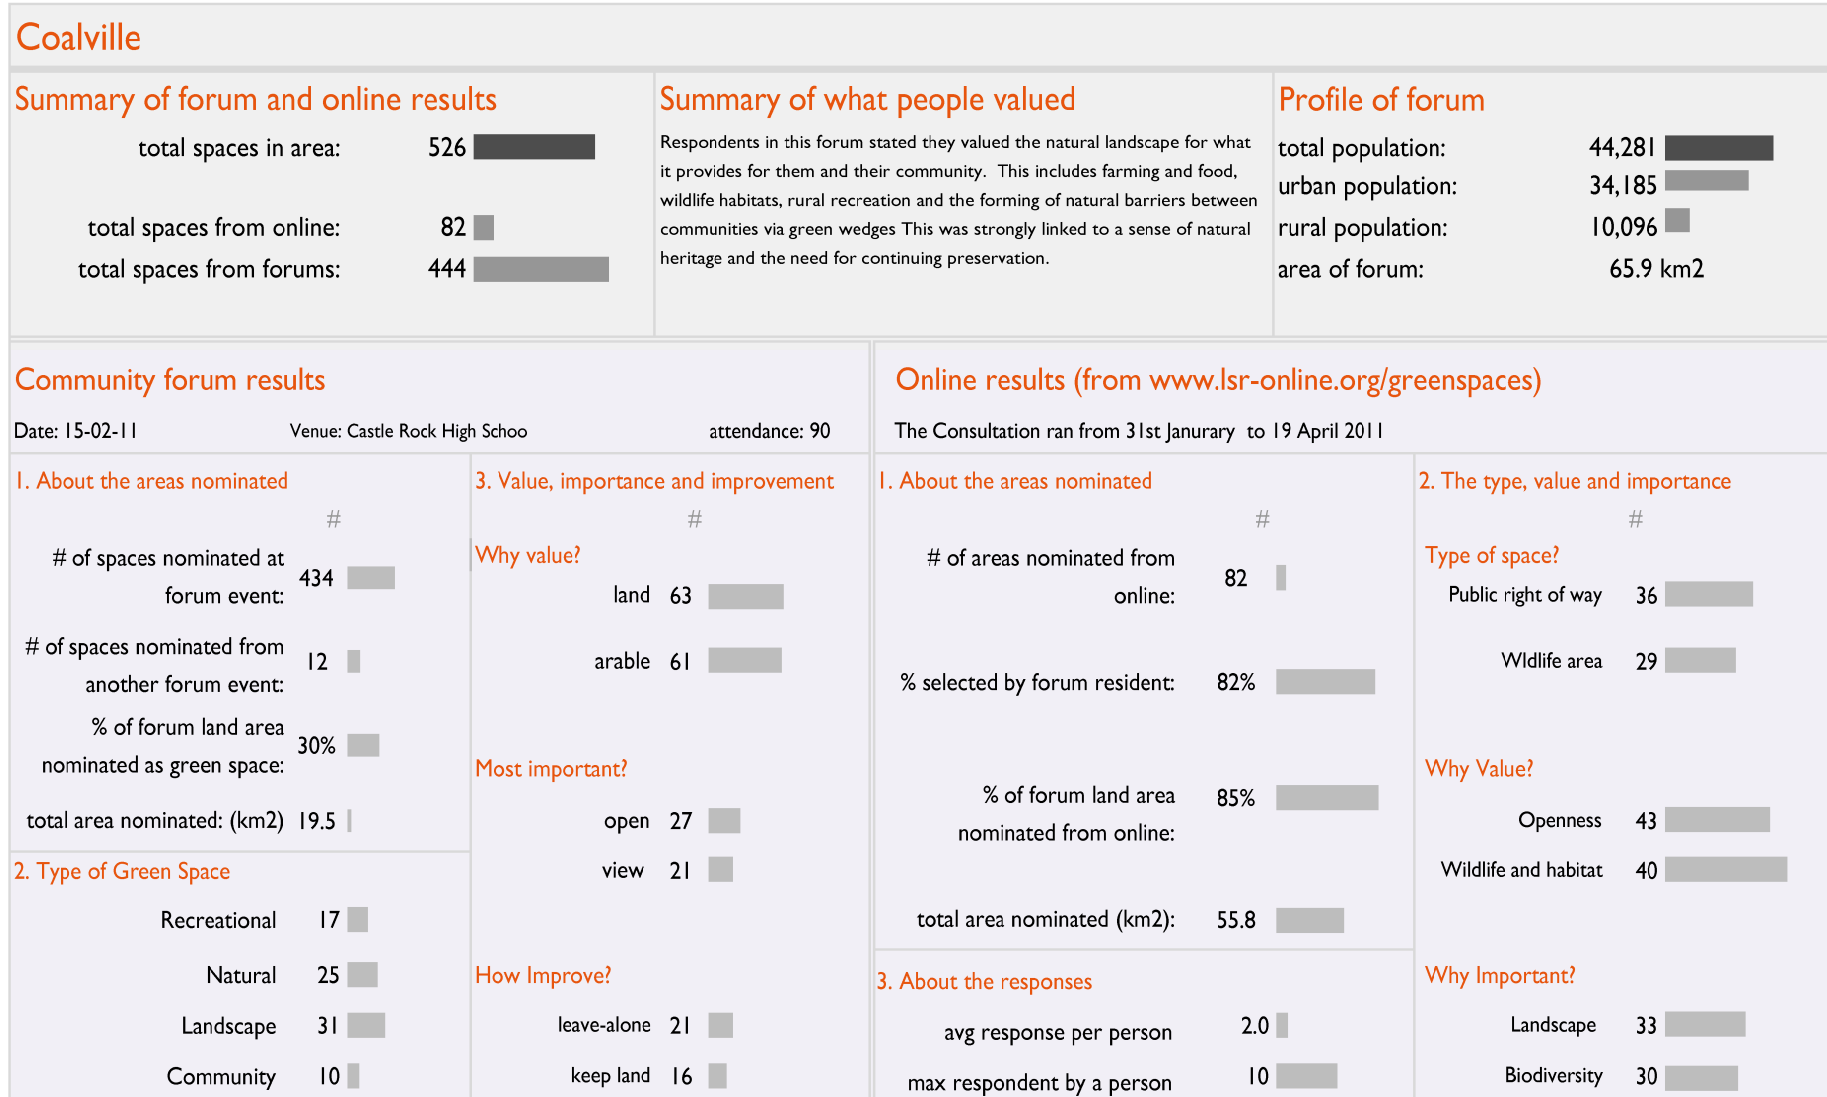 Coalville
Summary of forum and online results
total spaces in area: 526
total spaces from online: 82
total spaces from forums: 444
Summary of what people valued
Respondents in this forum stated they valued the natural landscape for what
it provides for them and their community. This includes farming and food,
wildlife habitats, rural recreation and the forming of natural barriers between
communities via green wedges This was strongly linked to a sense of natural
heritage and the need for continuing preservation.
Profile of forum
total population: 44,281
urban population: 34,185
rural population: 10,096
area of forum: 65.9 km2
Community forum results
Date: 15-02-11 Venue: Castle Rock High Schoo attendance: 90
1. About the areas nominated
#
# of spaces nominated at
forum event: 434
# of spaces nominated from
another forum event: 12
% of forum land area
nominated as green space: 30%
total area nominated: (km2) 19.5
2. Type of Green Space
Recreational 17
Natural 25
Landscape 31
Community 10
3. Value, importance and improvement
#
Why value?
land 63
arable 61
Most important?
open 27
view 21
How Improve?
leave-alone 21
keep land 16
Online results (from www.lsr-online.org/greenspaces)
The Consultation ran from 31st Janurary to 19 April 2011
1. About the areas nominated
#
# of areas nominated from
online: 82
% selected by forum resident: 82%
% of forum land area
nominated from online: 85%
total area nominated (km2): 55.8
3. About the responses
avg response per person 2.0
max respondent by a person 10
2. The type, value and importance
#
Type of space?
Public right of way 36
WIdlife area 29
Why Value?
Openness 43
Wildlife and habitat 40
Why Important?
Landscape 33
Biodiversity 30